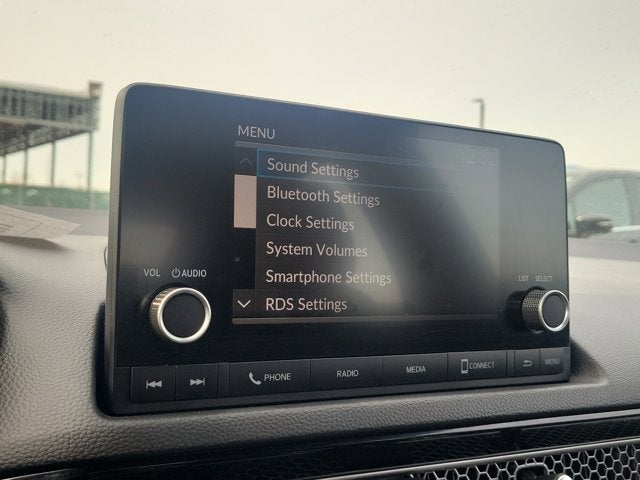 MENU
Sound Settings
Bluetooth Settings
Clock Settings
System Volumes
Smartphone Settings
RDS Settings
VOL AUDIO
LIST SELECT
PHONE
RADIO
MEDIA
CONNECT
MENU